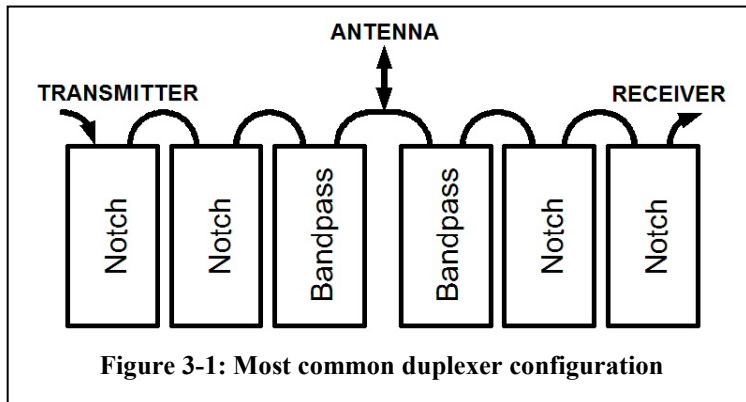 ANTENNA
TRANSMITTER
RECEIVER
Notch
Notch
Bandpass
Bandpass
Notch
Notch
Figure 3-1: Most common duplexer configuration